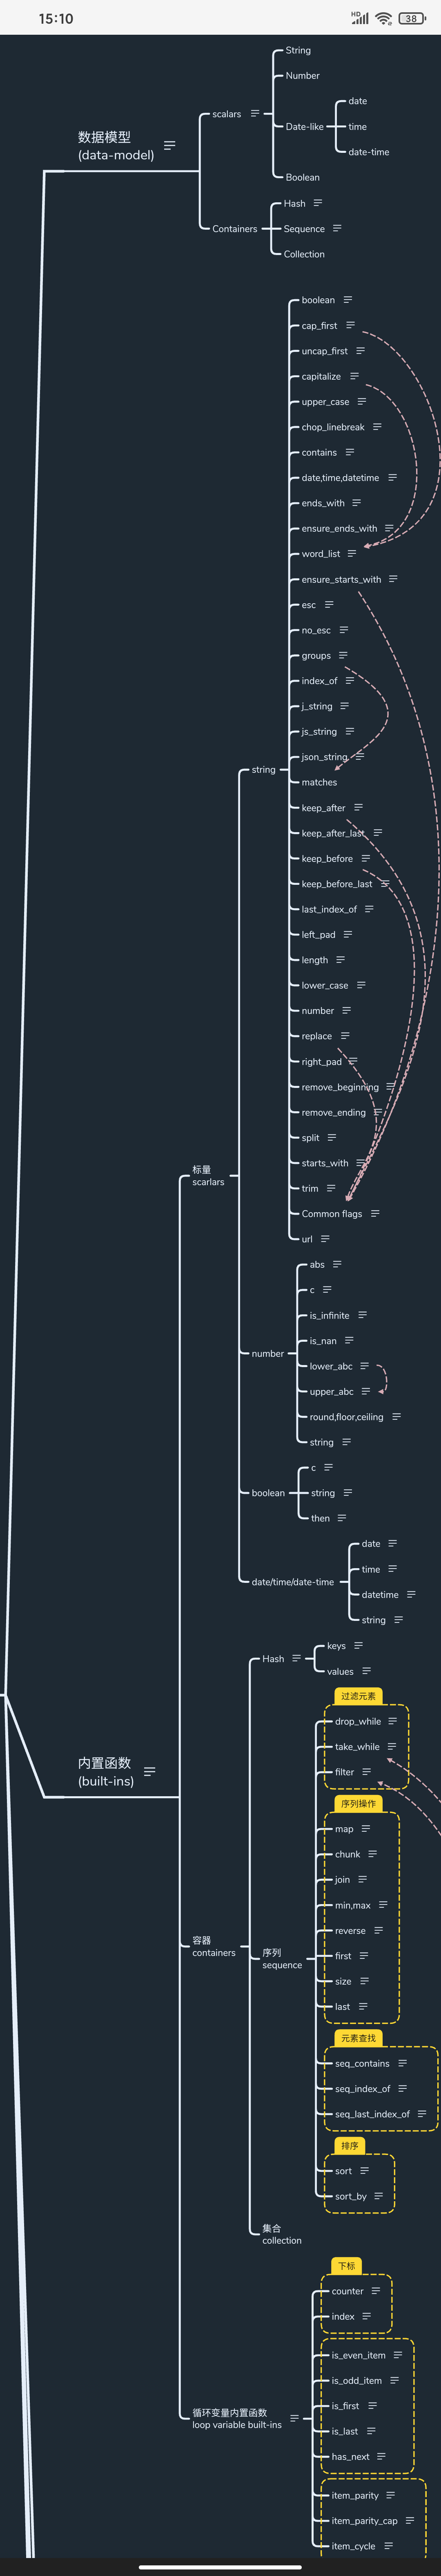 15:10
HD
38
String
Number
date
scalars
数据模型
(data-model)
Date-like
time
date-time
Boolean
Hash
Containers
Sequence
Collection
boolean
cap_first
uncap_first
capitalize
upper_case
chop_linebreak
contains
date,time,datetime
ends_with
ensure_ends_with
word_list
ensure_starts_with
esc
no_esc
groups
index_of
j_string
js_string
json_string
string
matches
keep_after
keep_after_last
keep_before
keep_before_last
last_index_of
left_pad
length
lower_case
number
replace
right_pad
remove_beginning
remove_ending
split
starts_with
标量
scarlars
trim
Common flags
url
abs
c
is_infinite
is_nan
number
lower_abc
upper_abc
round,floor,ceiling
string
c
boolean
string
then
date
time
date/time/date-time
datetime
string
keys
Hash
values
过滤元素
drop_while
take_while
内置函数
(built-ins)
filter
序列操作
map
chunk
join
min,max
reverse
容器
containers
序列
sequence
first
size
last
元素查找
seq_contains
seq_index_of
seq_last_index_of
排序
sort
sort_by
集合
collection
下标
counter
index
is_even_item
is_odd_item
is_first
循环变量内置函数
loop variable built-ins
is_last
has_next
item_parity
item_parity_cap
item_cycle